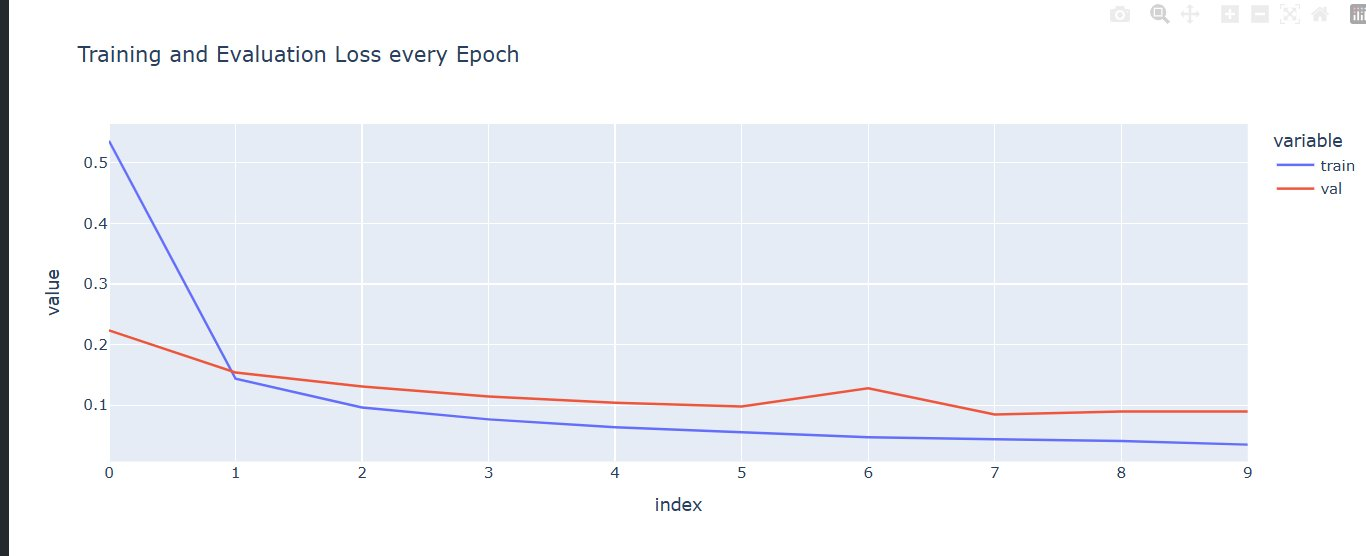 Training and Evaluation Loss every Epoch
variable
train
val
value
0.5
0.4
0.3
0.2
0.1
0 1 2 3 4 5 6 7 8 9
index